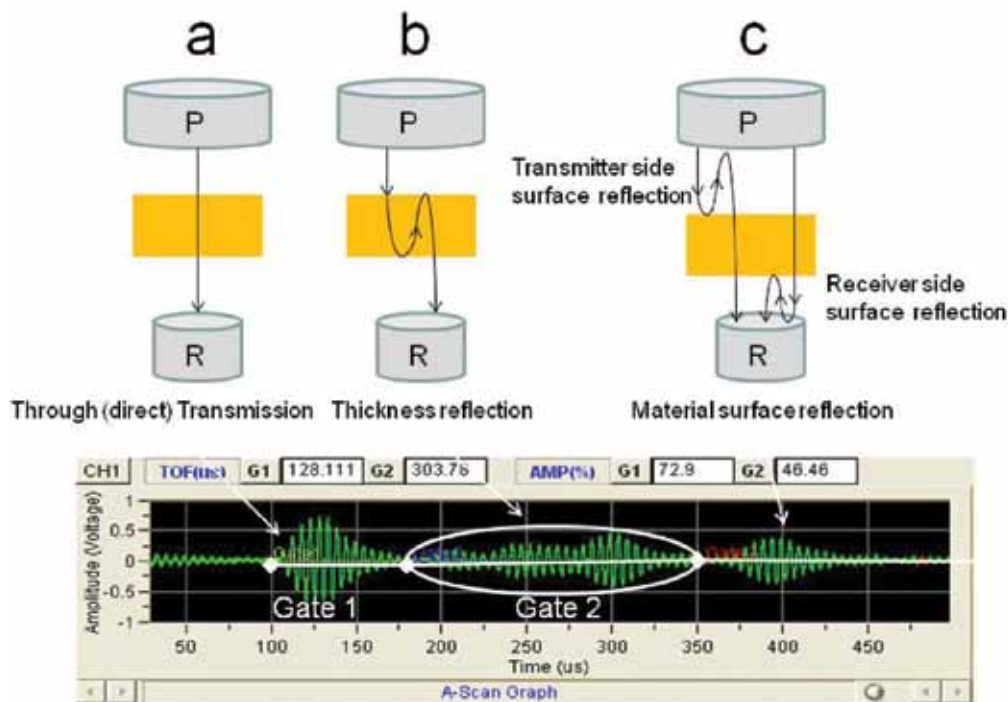 a
b
c
P
P
P
Transmitter side
surface reflection
Receiver side
surface reflection
R
R
R
Through (direct) Transmission
Thickness reflection
Material surface reflection
CH1 TOF(us) G1 128.111 G2 303.76 AMP(%) G1 72.9 G2 46.46
Amplitude (Voltage)
1
0.5
0
-0.5
-1
Gate 1
Gate 2
50 100 150 200 250 300 350 400 450
Time (us)
A-Scan Graph